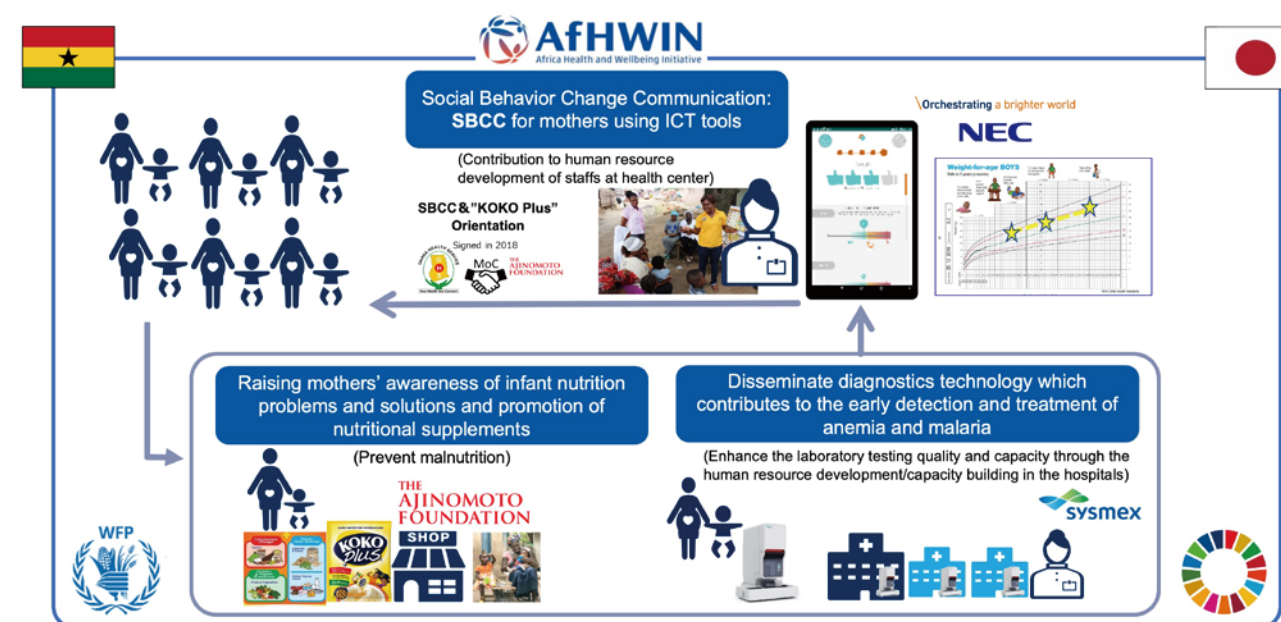 AfHWIN
Africa Health and Wellbeing Initiative
Social Behavior Change Communication:
SBCC for mothers using ICT tools
(Contribution to human resource
development of staffs at health center)
SBCC&"KOKO Plus"
Orientation
Signed in 2018
MoC
THE
AJINOMOTO
FOUNDATION
\Orchestrating a brighter world
NEC
Weight-for-age BOYS
Raising mothers' awareness of infant nutrition
problems and solutions and promotion of
nutritional supplements
(Prevent malnutrition)
THE
AJINOMOTO
FOUNDATION
KOKO
Plus
SHOP
Disseminate diagnostics technology which
contributes to the early detection and treatment of
anemia and malaria
(Enhance the laboratory testing quality and capacity through the
human resource development/capacity building in the hospitals)
sysmex
WFP